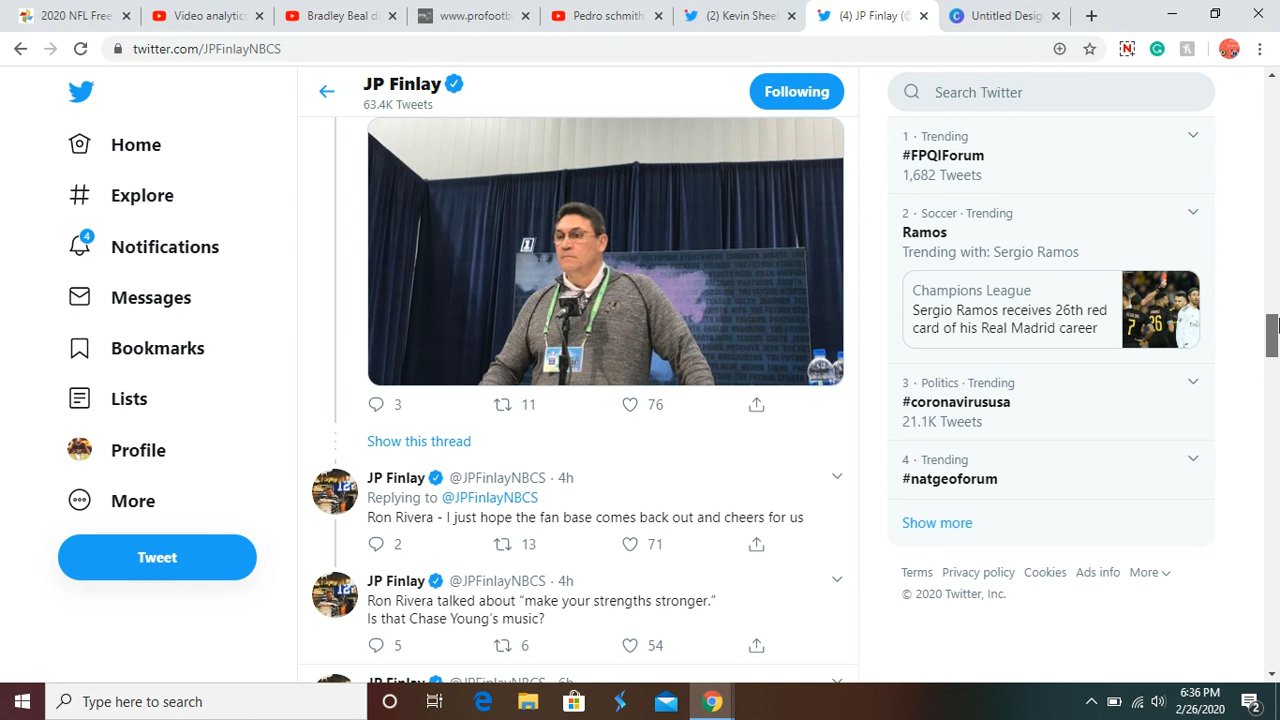 2020 NFL Free
Video analytic
Bradley Beal d
www.profootb
Pedro schmith
(2) Kevin Shee
(4) JP Finlay (
Untitled Desig
twitter.com/JPFinlayNBCS
JP Finlay
63.4K Tweets
Following
Search Twitter
Home
Explore
4
Notifications
Messages
Bookmarks
Lists
Profile
More
Tweet
3 11 76
Show this thread
JP Finlay @JPFinlayNBCS · 4h
Replying to @JPFinlayNBCS
Ron Rivera - I just hope the fan base comes back out and cheers for us
2 13 71
JP Finlay @JPFinlayNBCS · 4h
Ron Rivera talked about “make your strengths stronger.”
Is that Chase Young’s music?
5 6 54
JP Finlay @JPFinlayNBCS · 6h
1 · Trending
#FPQIForum
1,682 Tweets
2 · Soccer · Trending
Ramos
Trending with: Sergio Ramos
Champions League
Sergio Ramos receives 26th red
card of his Real Madrid career
3 · Politics · Trending
#coronavirususa
21.1K Tweets
4 · Trending
#natgeoforum
Show more
Terms Privacy policy Cookies Ads info More
© 2020 Twitter, Inc.
Type here to search
6:36 PM
2/26/2020
2